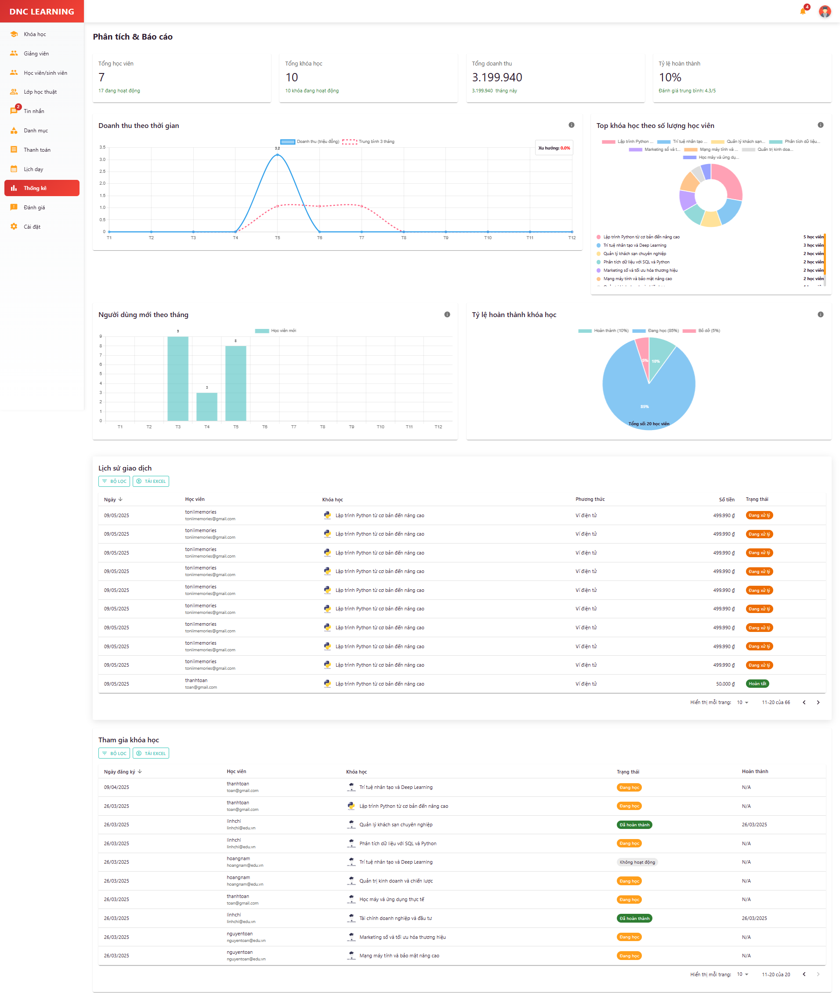 DNC LEARNING
4
Khóa học
Giảng viên
Học viên/sinh viên
Lớp học thuật
2
Tin nhắn
Danh mục
Thanh toán
Lịch dạy
Thống kê
Đánh giá
Cài đặt
Phân tích & Báo cáo
Tổng học viên
7
17 đang hoạt động
Tổng khóa học
10
10 khóa đang hoạt động
Tổng doanh thu
3.199.940
3.199.940 tháng này
Tỷ lệ hoàn thành
10%
Đánh giá trung bình: 4.3/5
Doanh thu theo thời gian
Doanh thu (triệu đồng) Trung bình 3 tháng
Xu hướng: 0.0%
3.2
3.5
3.0
2.5
2.0
1.5
1.0
0.5
0
T1 T2 T3 T4 T5 T6 T7 T8 T9 T10 T11 T12
Top khóa học theo số lượng học viên
Lập trình Python ... Trí tuệ nhân tạo ... Quản lý khách sạn... Phân tích dữ liệu...
Marketing số và t... Mạng máy tính và ... Quản trị kinh doa...
Học máy và ứng dụ...
Lập trình Python từ cơ bản đến nâng cao 5 học viên
Trí tuệ nhân tạo và Deep Learning 3 học viên
Quản lý khách sạn chuyên nghiệp 2 học viên
Phân tích dữ liệu với SQL và Python 2 học viên
Marketing số và tối ưu hóa thương hiệu 2 học viên
Mạng máy tính và bảo mật nâng cao 2 học viên
Người dùng mới theo tháng
Học viên mới
9
3
8
9
8
7
6
5
4
3
2
1
0
T1 T2 T3 T4 T5 T6 T7 T8 T9 T10 T11 T12
Tỷ lệ hoàn thành khóa học
Hoàn thành (10%) Đang học (85%) Bỏ dở (5%)
5% 10%
85%
Tổng số: 20 học viên
Lịch sử giao dịch
BỘ LỌC TẢI EXCEL
Ngày Học viên Khóa học Phương thức Số tiền Trạng thái
09/05/2025 toniimemories Lập trình Python từ cơ bản đến nâng cao Ví điện tử 499.990 ₫ Đang xử lý
toniimemories@gmail.com
09/05/2025 toniimemories Lập trình Python từ cơ bản đến nâng cao Ví điện tử 499.990 ₫ Đang xử lý
toniimemories@gmail.com
09/05/2025 toniimemories Lập trình Python từ cơ bản đến nâng cao Ví điện tử 499.990 ₫ Đang xử lý
toniimemories@gmail.com
09/05/2025 toniimemories Lập trình Python từ cơ bản đến nâng cao Ví điện tử 499.990 ₫ Đang xử lý
toniimemories@gmail.com
09/05/2025 toniimemories Lập trình Python từ cơ bản đến nâng cao Ví điện tử 499.990 ₫ Đang xử lý
toniimemories@gmail.com
09/05/2025 toniimemories Lập trình Python từ cơ bản đến nâng cao Ví điện tử 499.990 ₫ Đang xử lý
toniimemories@gmail.com
09/05/2025 toniimemories Lập trình Python từ cơ bản đến nâng cao Ví điện tử 499.990 ₫ Đang xử lý
toniimemories@gmail.com
09/05/2025 toniimemories Lập trình Python từ cơ bản đến nâng cao Ví điện tử 499.990 ₫ Đang xử lý
toniimemories@gmail.com
09/05/2025 toniimemories Lập trình Python từ cơ bản đến nâng cao Ví điện tử 499.990 ₫ Đang xử lý
toniimemories@gmail.com
09/05/2025 thanhtoan Lập trình Python từ cơ bản đến nâng cao Ví điện tử 50.000 ₫ Hoàn tất
toan@gmail.com
Hiển thị mỗi trang: 10 11-20 của 66
Tham gia khóa học
BỘ LỌC TẢI EXCEL
Ngày đăng ký Học viên Khóa học Trạng thái Hoàn thành
09/04/2025 thanhtoan Trí tuệ nhân tạo và Deep Learning Đang học N/A
toan@gmail.com
26/03/2025 thanhtoan Lập trình Python từ cơ bản đến nâng cao Đang học N/A
toan@gmail.com
26/03/2025 linhchi Quản lý khách sạn chuyên nghiệp Đã hoàn thành 26/03/2025
linhchi@edu.vn
26/03/2025 linhchi Phân tích dữ liệu với SQL và Python Đang học N/A
linhchi@edu.vn
26/03/2025 hoangnam Trí tuệ nhân tạo và Deep Learning Không hoạt động N/A
hoangnam@edu.vn
26/03/2025 hoangnam Quản trị kinh doanh và chiến lược Đang học N/A
hoangnam@edu.vn
26/03/2025 thanhtoan Học máy và ứng dụng thực tế Đang học N/A
toan@gmail.com
26/03/2025 linhchi Tài chính doanh nghiệp và đầu tư Đã hoàn thành 26/03/2025
linhchi@edu.vn
26/03/2025 nguyentoan Marketing số và tối ưu hóa thương hiệu Đang học N/A
nguyentoan@edu.vn
26/03/2025 nguyentoan Mạng máy tính và bảo mật nâng cao Đang học N/A
nguyentoan@edu.vn
Hiển thị mỗi trang: 10 11-20 của 20